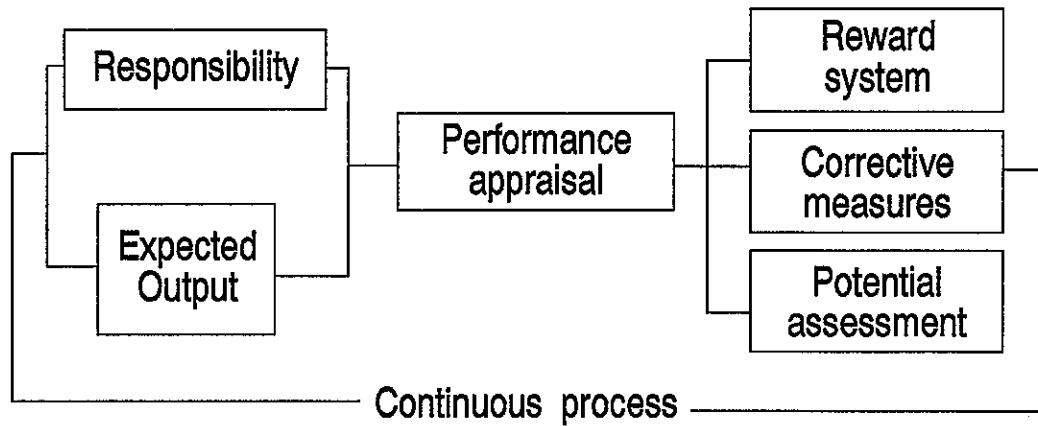 Responsibility
Expected
Output
Performance
appraisal
Reward
system
Corrective
measures
Potential
assessment
Continuous process